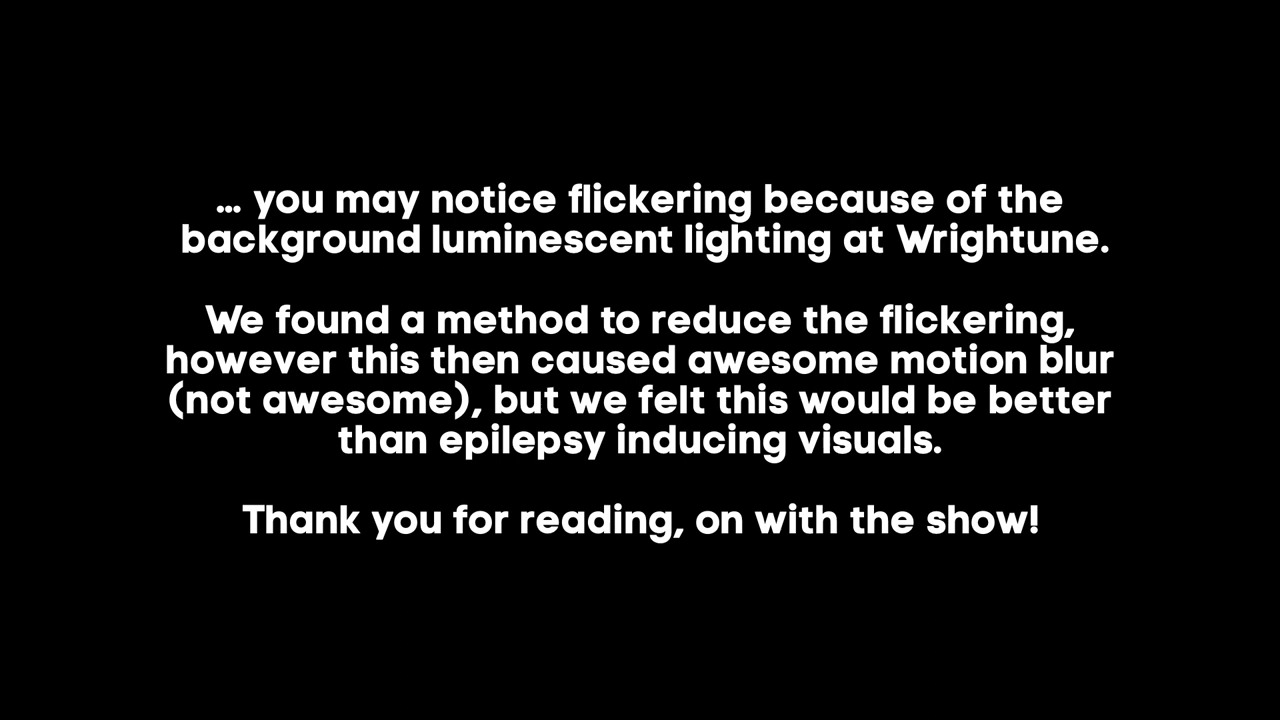 ... you may notice flickering because of the
background luminescent lighting at Wrightune.
We found a method to reduce the flickering,
however this then caused awesome motion blur
(not awesome), but we felt this would be better
than epilepsy inducing visuals.
Thank you for reading, on with the show!